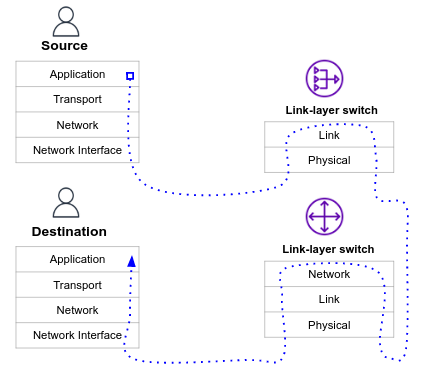 Source
Application
Transport
Network
Network Interface
Link-layer switch
Link
Physical
Destination
Application
Transport
Network
Network Interface
Link-layer switch
Network
Link
Physical